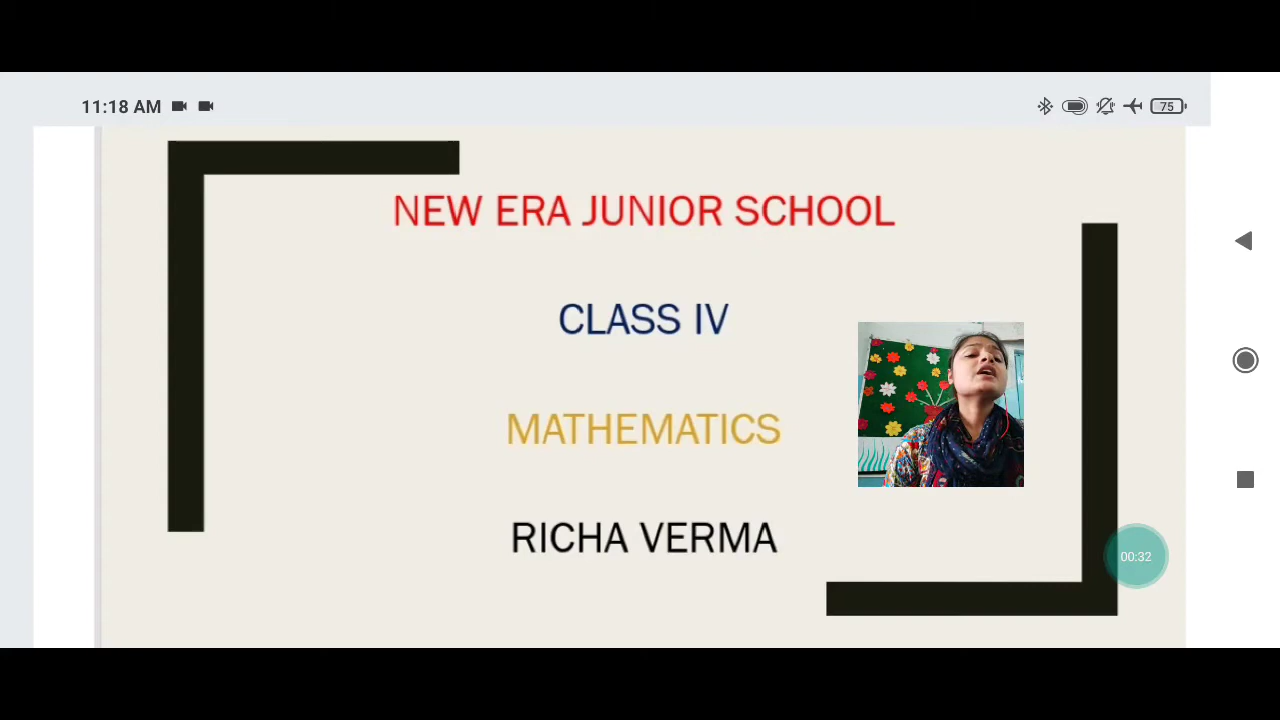 11:18 AM
75
NEW ERA JUNIOR SCHOOL
CLASS IV
MATHEMATICS
RICHA VERMA
00:32